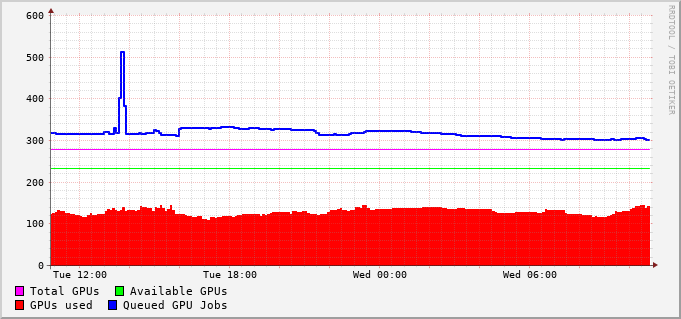 600
500
400
300
200
100
0
Tue 12:00 Tue 18:00 Wed 00:00 Wed 06:00
Total GPUs Available GPUs
GPUs used Queued GPU Jobs
RRDTOOL / TOBI OETIKER